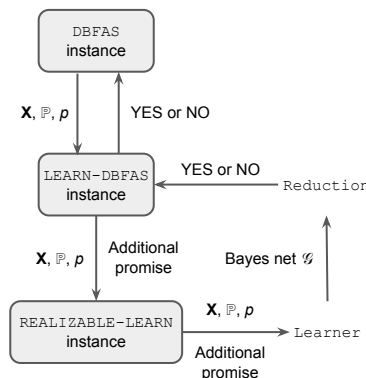 DBFAS
instance
X, ℙ, p
YES or NO
LEARN-DBFAS
instance
YES or NO
Reduction
X, ℙ, p
Additional
promise
Bayes net 𝒢
REALIZABLE-LEARN
instance
X, ℙ, p
Additional
promise
Learner